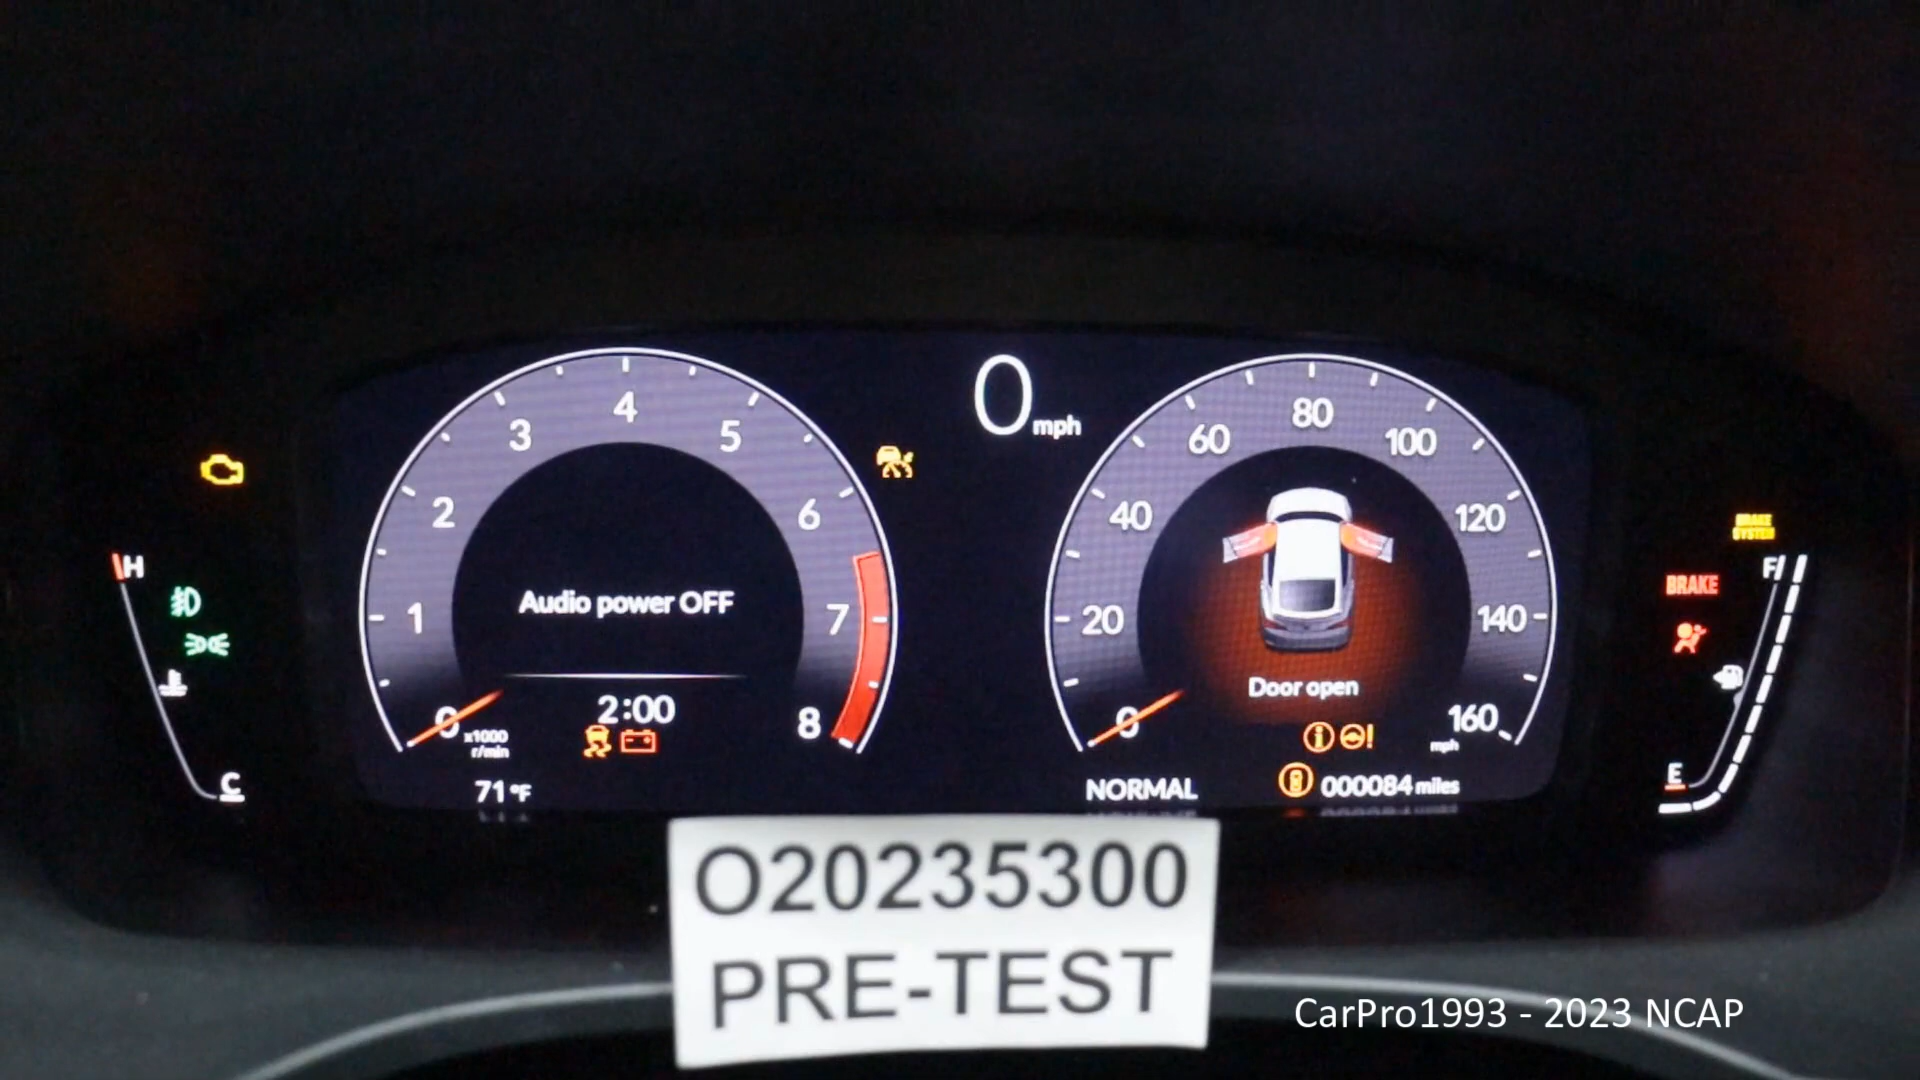 0 mph
4
3
5
2
6
1
7
0
8
x1000
r/min
Audio power OFF
2:00
71°F
80
60
100
40
120
20
140
0
160
mph
Door open
NORMAL
000084 miles
H
C
BRAKE
SYSTEM
BRAKE
F
E
O20235300
PRE-TEST
CarPro1993 - 2023 NCAP